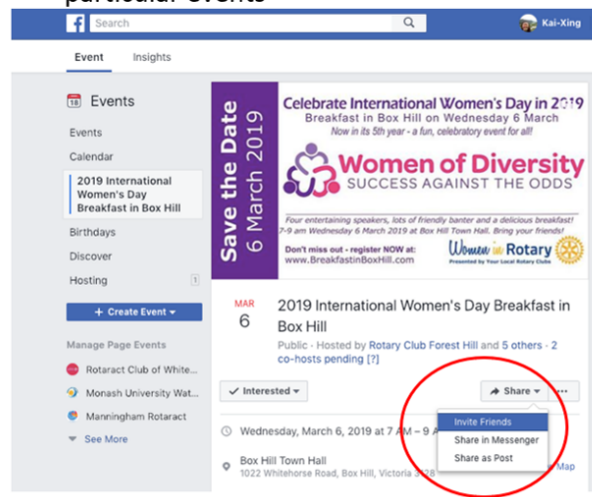 particular events
Search
Kai-Xing
Event Insights
18 Events
Events
Calendar
2019 International
Women's Day
Breakfast in Box Hill
Birthdays
Discover
Hosting 1
+ Create Event
Manage Page Events
Rotaract Club of White...
Monash University Wat...
Manningham Rotaract
See More
Save the Date
6 March 2019
Celebrate International Women's Day in 2019
Breakfast in Box Hill on Wednesday 6 March
Now in its 5th year - a fun, celebratory event for all!
Women of Diversity
SUCCESS AGAINST THE ODDS
Four entertaining speakers, lots of friendly banter and a delicious breakfast!
7-9 am Wednesday 6 March 2019 at Box Hill Town Hall. Bring your friends!
Don't miss out - register NOW at:
www.BreakfastinBoxHill.com
Women in Rotary
Presented by Your Local Rotary Clubs
MAR
6
2019 International Women's Day Breakfast in
Box Hill
Public · Hosted by Rotary Club Forest Hill and 5 others · 2
co-hosts pending [?]
Interested
Share
...
Invite Friends
Share in Messenger
Share as Post
Wednesday, March 6, 2019 at 7 AM – 9 A
Box Hill Town Hall
1022 Whitehorse Road, Box Hill, Victoria 3128
Map